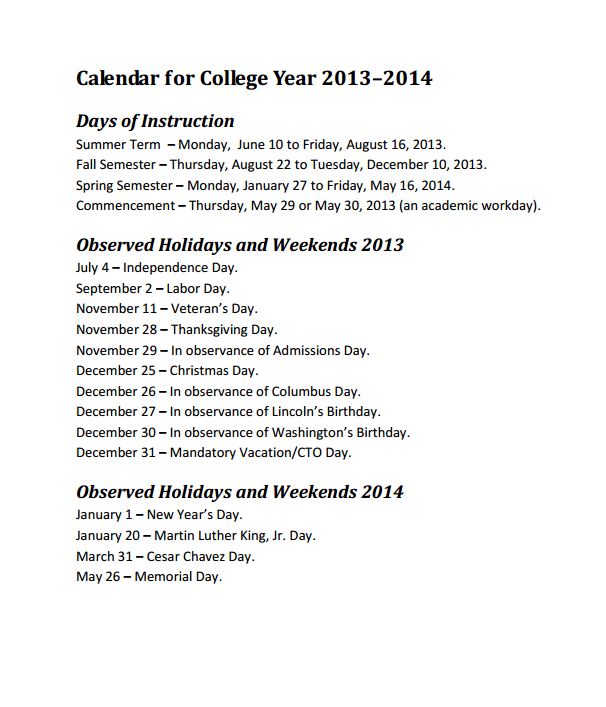 Calendar for College Year 2013–2014
Days of Instruction
Summer Term – Monday, June 10 to Friday, August 16, 2013.
Fall Semester – Thursday, August 22 to Tuesday, December 10, 2013.
Spring Semester – Monday, January 27 to Friday, May 16, 2014.
Commencement – Thursday, May 29 or May 30, 2013 (an academic workday).
Observed Holidays and Weekends 2013
July 4 – Independence Day.
September 2 – Labor Day.
November 11 – Veteran’s Day.
November 28 – Thanksgiving Day.
November 29 – In observance of Admissions Day.
December 25 – Christmas Day.
December 26 – In observance of Columbus Day.
December 27 – In observance of Lincoln’s Birthday.
December 30 – In observance of Washington’s Birthday.
December 31 – Mandatory Vacation/CTO Day.
Observed Holidays and Weekends 2014
January 1 – New Year’s Day.
January 20 – Martin Luther King, Jr. Day.
March 31 – Cesar Chavez Day.
May 26 – Memorial Day.